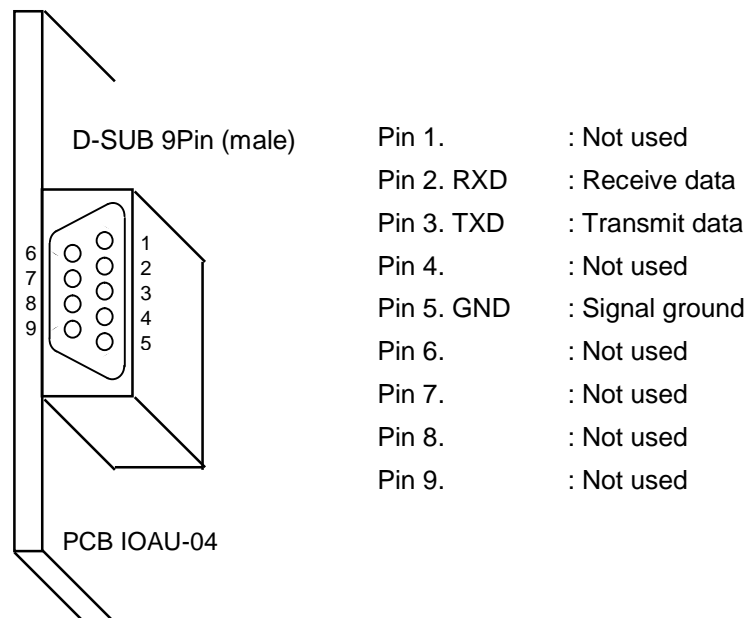 D-SUB 9Pin (male)
6
7
8
9
1
2
3
4
5
PCB IOAU-04
Pin 1. : Not used
Pin 2. RXD : Receive data
Pin 3. TXD : Transmit data
Pin 4. : Not used
Pin 5. GND : Signal ground
Pin 6. : Not used
Pin 7. : Not used
Pin 8. : Not used
Pin 9. : Not used